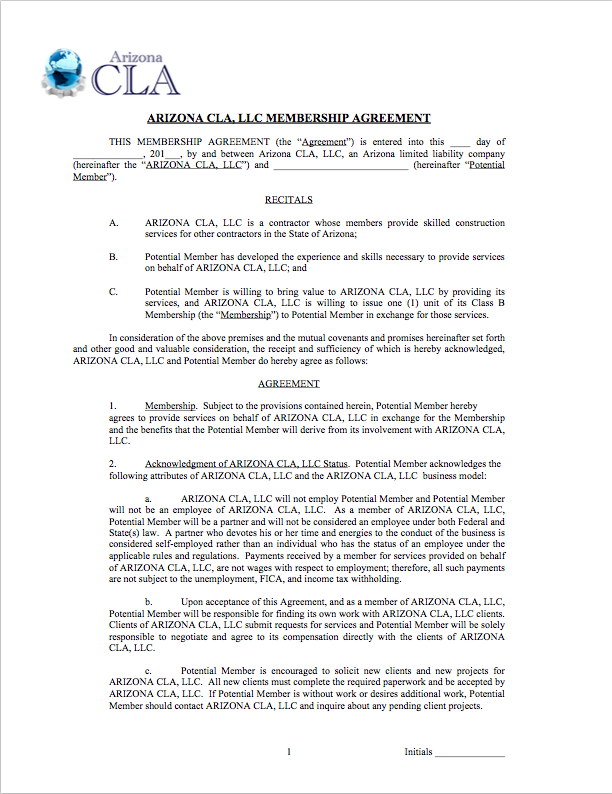 Arizona
CLA
ARIZONA CLA, LLC MEMBERSHIP AGREEMENT
THIS MEMBERSHIP AGREEMENT (the “Agreement”) is entered into this ____ day of
______________, 201___, by and between Arizona CLA, LLC, an Arizona limited liability company
(hereinafter the “ARIZONA CLA, LLC”) and ___________________________ (hereinafter “Potential
Member”).
RECITALS
A. ARIZONA CLA, LLC is a contractor whose members provide skilled construction
services for other contractors in the State of Arizona;
B. Potential Member has developed the experience and skills necessary to provide services
on behalf of ARIZONA CLA, LLC; and
C. Potential Member is willing to bring value to ARIZONA CLA, LLC by providing its
services, and ARIZONA CLA, LLC is willing to issue one (1) unit of its Class B
Membership (the “Membership”) to Potential Member in exchange for those services.
In consideration of the above premises and the mutual covenants and promises hereinafter set forth
and other good and valuable consideration, the receipt and sufficiency of which is hereby acknowledged,
ARIZONA CLA, LLC and Potential Member do hereby agree as follows:
AGREEMENT
1. Membership. Subject to the provisions contained herein, Potential Member hereby
agrees to provide services on behalf of ARIZONA CLA, LLC in exchange for the Membership
and the benefits that the Potential Member will derive from its involvement with ARIZONA CLA,
LLC.
2. Acknowledgment of ARIZONA CLA, LLC Status. Potential Member acknowledges the
following attributes of ARIZONA CLA, LLC and the ARIZONA CLA, LLC business model:
a. ARIZONA CLA, LLC will not employ Potential Member and Potential Member
will not be an employee of ARIZONA CLA, LLC. As a member of ARIZONA CLA, LLC,
Potential Member will be a partner and will not be considered an employee under both Federal and
State(s) law. A partner who devotes his or her time and energies to the conduct of the business is
considered self-employed rather than an individual who has the status of an employee under the
applicable rules and regulations. Payments received by a member for services provided on behalf
of ARIZONA CLA, LLC, are not wages with respect to employment; therefore, all such payments
are not subject to the unemployment, FICA, and income tax withholding.
b. Upon acceptance of this Agreement, and as a member of ARIZONA CLA, LLC,
Potential Member will be responsible for finding its own work with ARIZONA CLA, LLC clients.
Clients of ARIZONA CLA, LLC submit requests for services and Potential Member will be solely
responsible to negotiate and agree to its compensation directly with the clients of ARIZONA
CLA, LLC.
c. Potential Member is encouraged to solicit new clients and new projects for
ARIZONA CLA, LLC. All new clients must complete the required paperwork and be accepted by
ARIZONA CLA, LLC. If Potential Member is without work or desires additional work, Potential
Member should contact ARIZONA CLA, LLC and inquire about any pending client projects.
1 Initials ______________